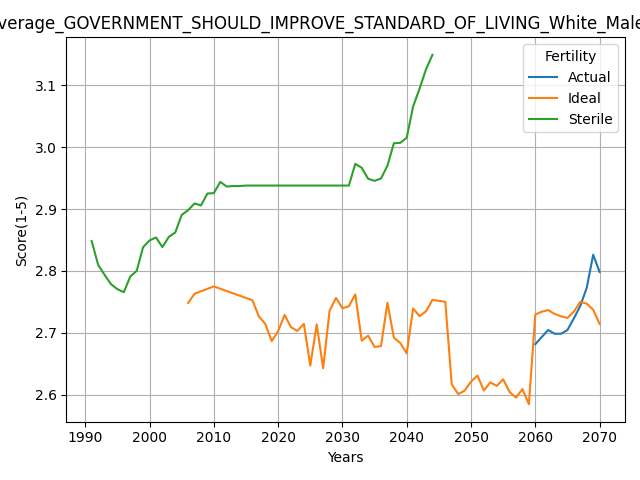 verage_GOVERNMENT_SHOULD_IMPROVE_STANDARD_OF_LIVING_White_Male
Fertility
Actual
Ideal
Sterile
Score(1-5)
3.1
3.0
2.9
2.8
2.7
2.6
1990 2000 2010 2020 2030 2040 2050 2060 2070
Years